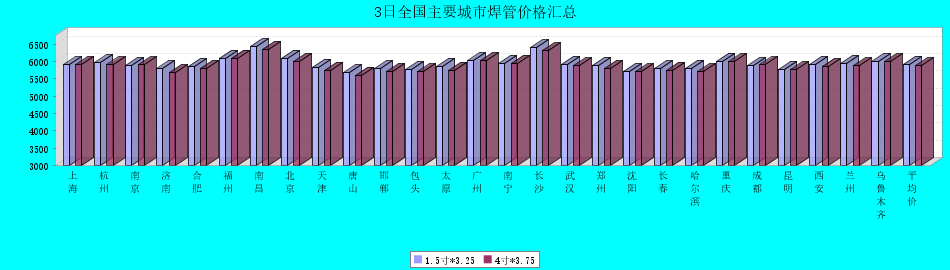 3日全国主要城市焊管价格汇总
6500
6000
5500
5000
4500
4000
3500
3000
上海 杭州 南京 济南 合肥 福州 南昌 北京 天津 唐山 邯郸 包头 太原 广州 南宁 长沙 武汉 郑州 沈阳 长春 哈尔滨 重庆 成都 昆明 西安 兰州 乌鲁木齐 平均价
1.5寸*3.25 4寸*3.75